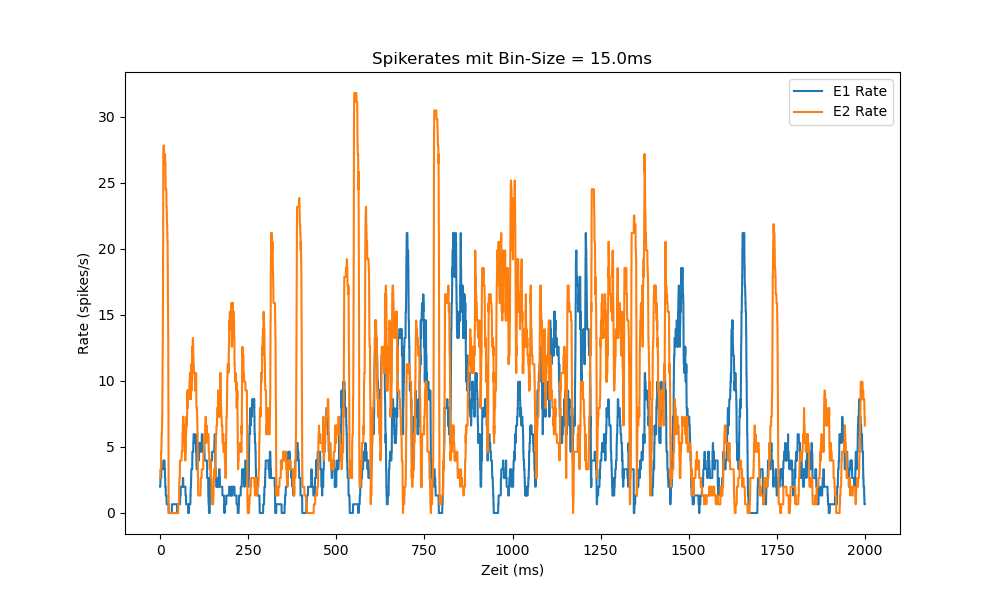 Spikerates mit Bin-Size = 15.0ms
E1 Rate
E2 Rate
Rate (spikes/s)
30
25
20
15
10
5
0
0 250 500 750 1000 1250 1500 1750 2000
Zeit (ms)